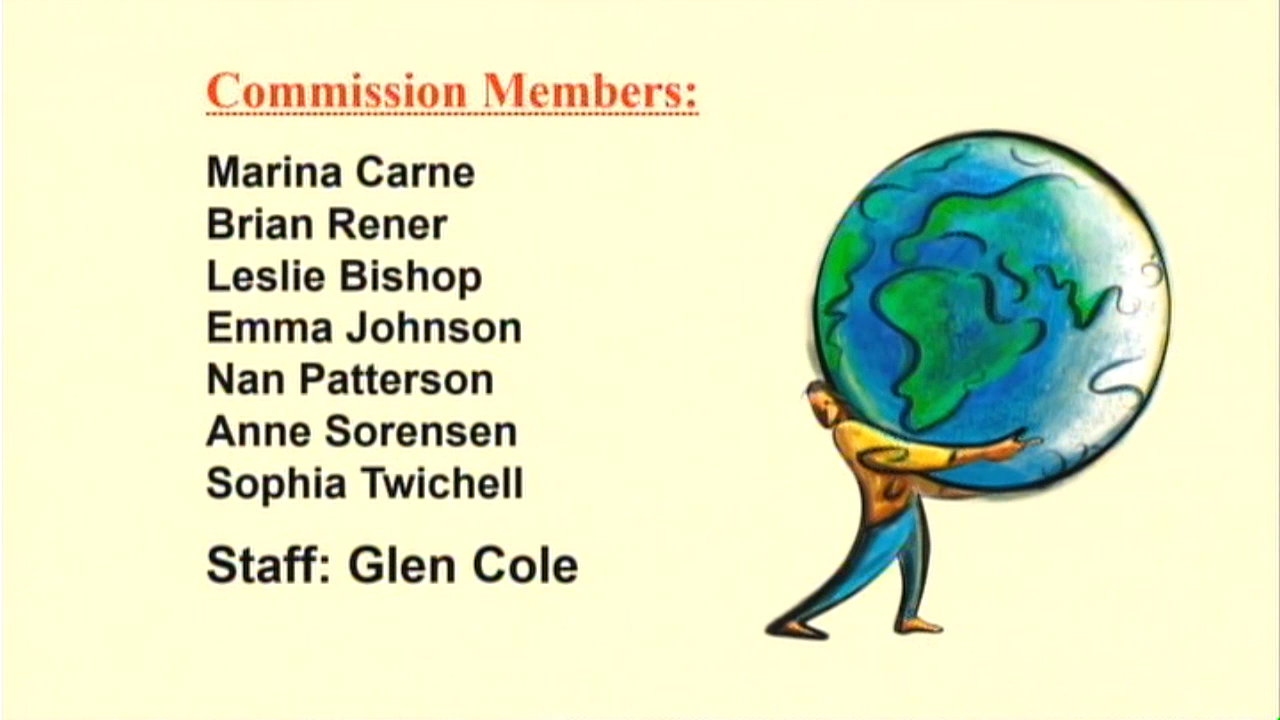 Commission Members:
Marina Carne
Brian Rener
Leslie Bishop
Emma Johnson
Nan Patterson
Anne Sorensen
Sophia Twichell
Staff: Glen Cole